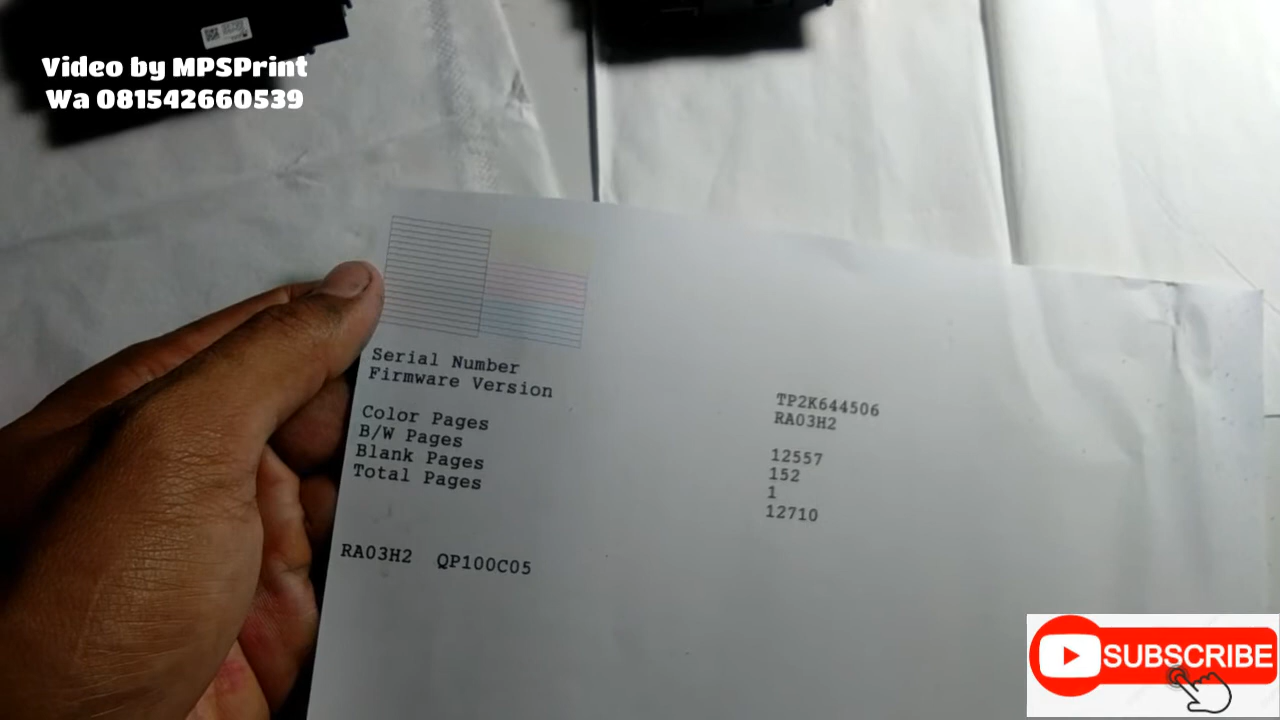 Video by MPSPrint
Wa 081542660539
Serial Number TP2K644506
Firmware Version RA03H2
Color Pages 12557
B/W Pages 152
Blank Pages 1
Total Pages 12710
RA03H2 QP100C05
SUBSCRIBE